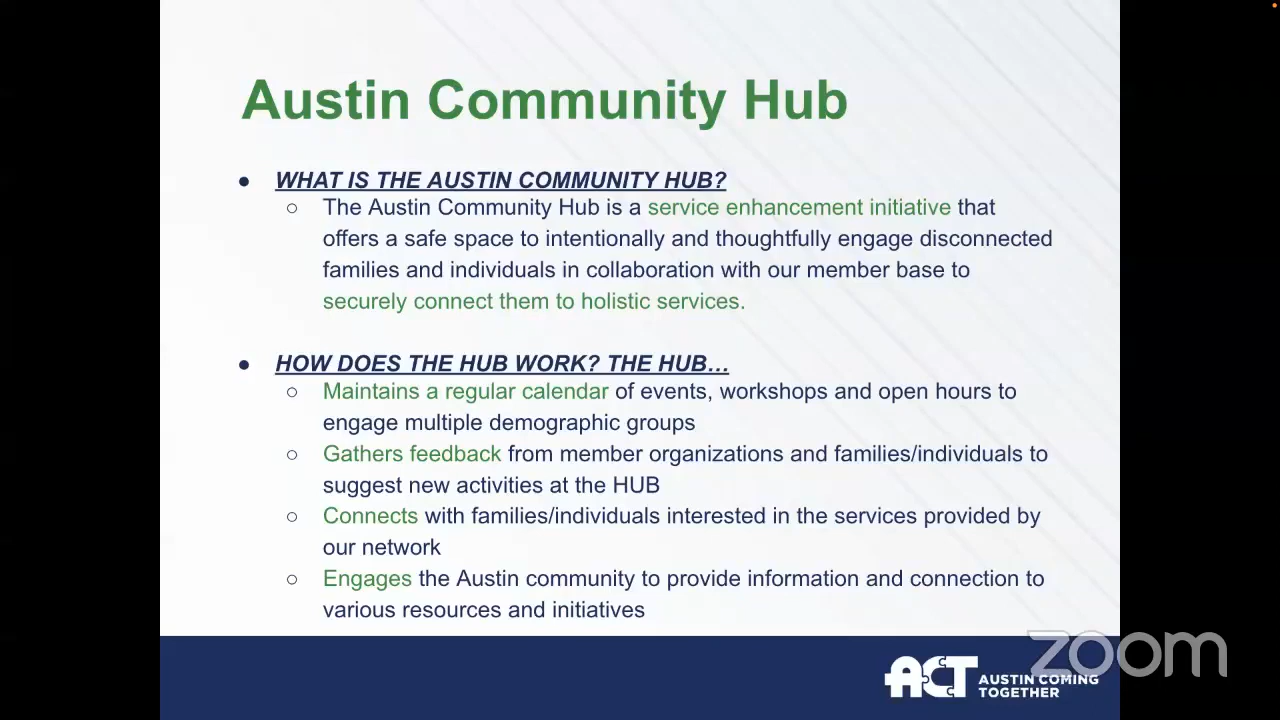 Austin Community Hub
● WHAT IS THE AUSTIN COMMUNITY HUB?
○ The Austin Community Hub is a service enhancement initiative that
offers a safe space to intentionally and thoughtfully engage disconnected
families and individuals in collaboration with our member base to
securely connect them to holistic services.
● HOW DOES THE HUB WORK? THE HUB…
○ Maintains a regular calendar of events, workshops and open hours to
engage multiple demographic groups
○ Gathers feedback from member organizations and families/individuals to
suggest new activities at the HUB
○ Connects with families/individuals interested in the services provided by
our network
○ Engages the Austin community to provide information and connection to
various resources and initiatives
zoom
ACT AUSTIN COMING
TOGETHER